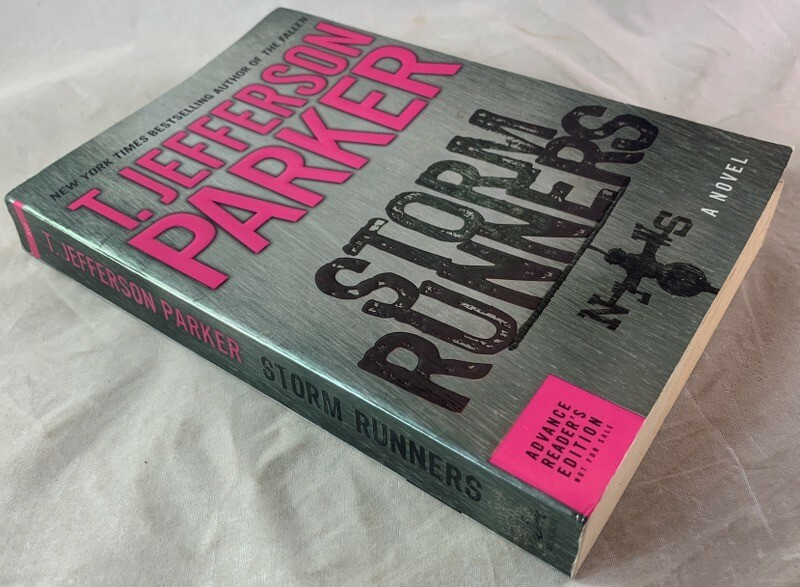 NEW YORK TIMES BESTSELLING AUTHOR OF THE FALLEN
T. JEFFERSON
PARKER
STORM
RUNNERS
A NOVEL
N
W
S
ADVANCE
READER'S
EDITION
NOT FOR SALE
T. JEFFERSON PARKER STORM RUNNERS